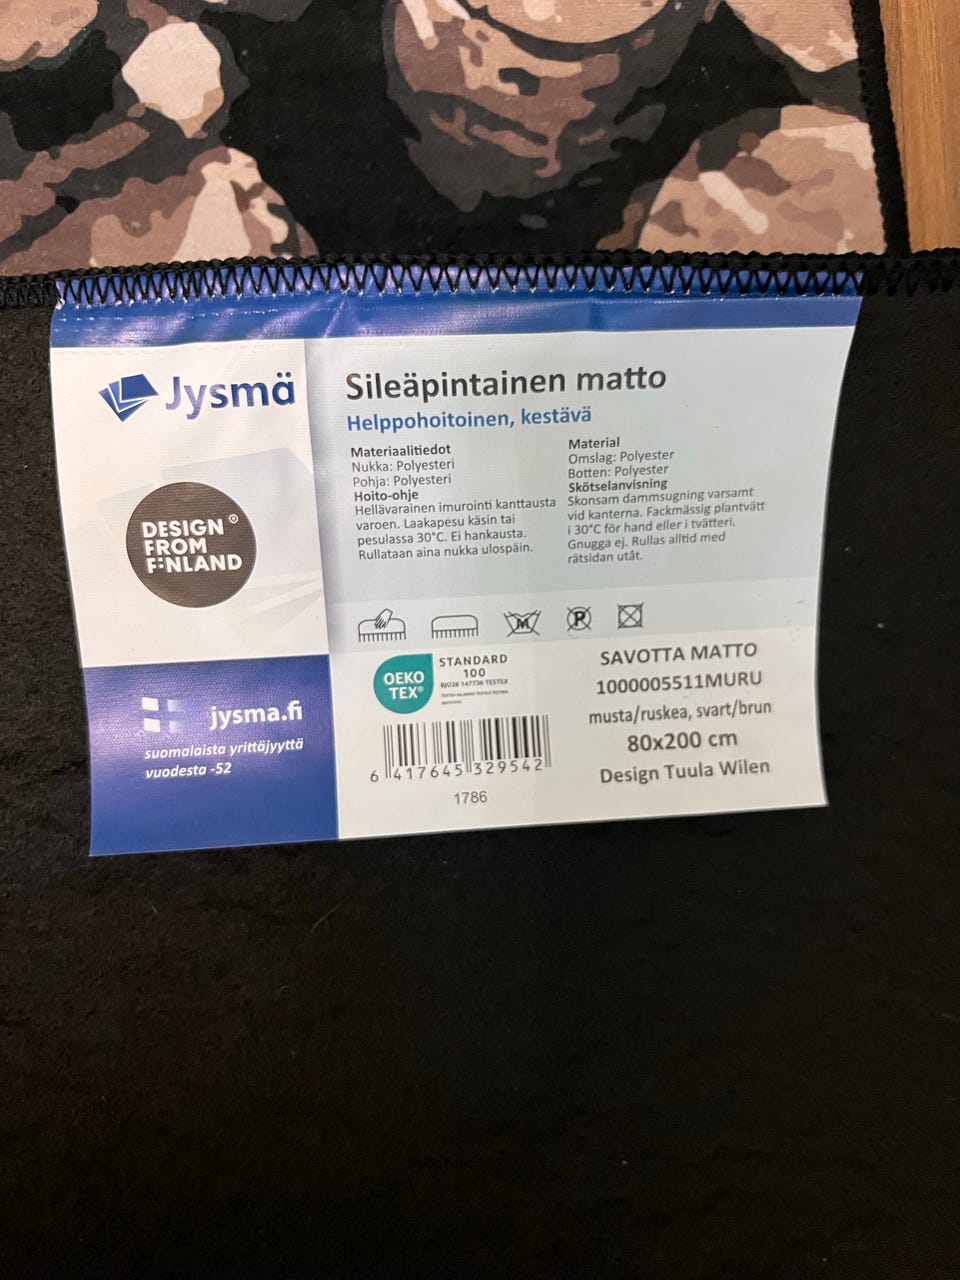 Jysmä
DESIGN ®
FROM
FINLAND
jysma.fi
suomalaista yrittäjyyttä
vuodesta -52
Sileäpintainen matto
Helppohoitoinen, kestävä
Materiaalitiedot
Nukka: Polyesteri
Pohja: Polyesteri
Hoito-ohje
Hellävarainen imurointi kanttausta
varoen. Laakapesu käsin tai
pesulassa 30°C. Ei hankausta.
Rullataan aina nukka ulospäin.
Material
Omslag: Polyester
Botten: Polyester
Skötselanvisning
Skonsam dammsugning varsamt
vid kanterna. Fackmässig plantvätt
i 30°C för hand eller i tvätteri.
Gnugga ej. Rullas alltid med
rätsidan utåt.
M
P
OEKO
TEX®
STANDARD
100
TESTEX
6 417645 329542
1786
SAVOTTA MATTO
1000005511MURU
musta/ruskea, svart/brun
80x200 cm
Design Tuula Wilen